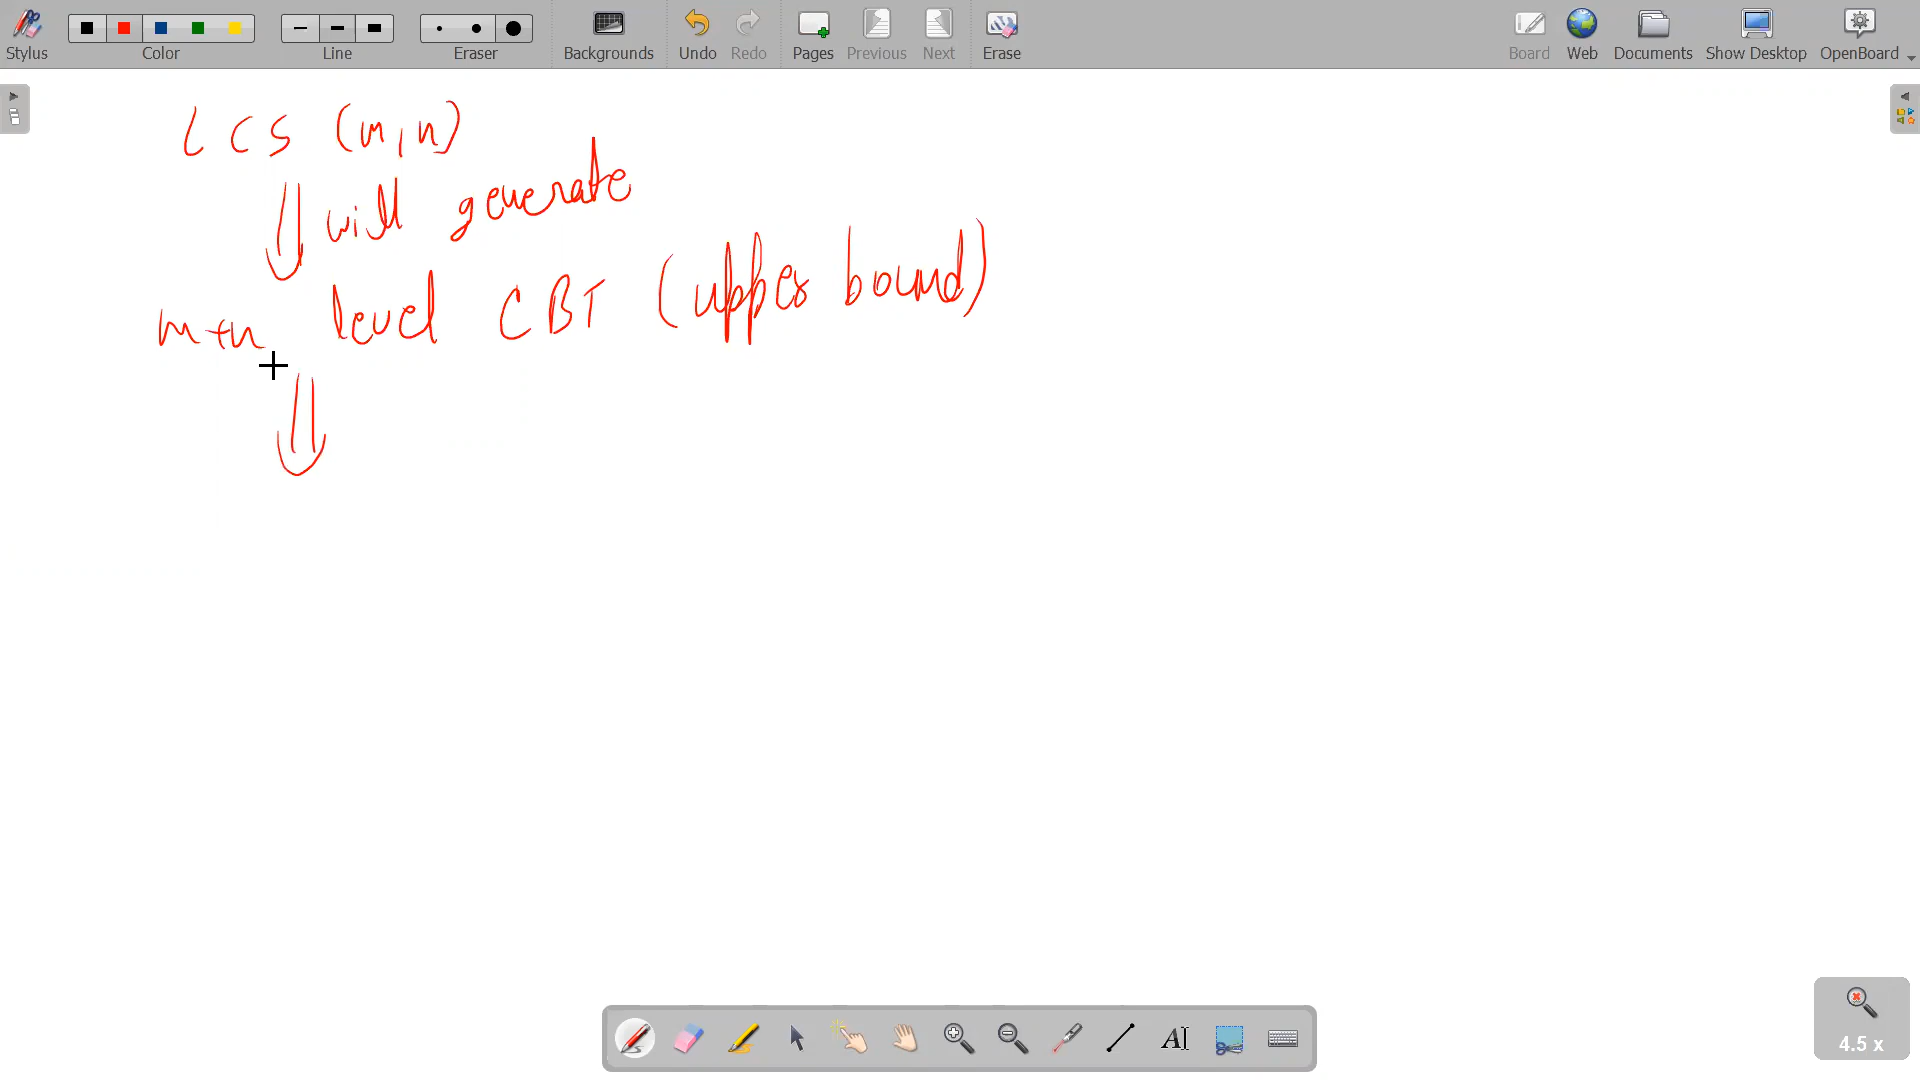 Stylus Color Line Eraser Backgrounds Undo Redo Pages Previous Next Erase Board Web Documents Show Desktop OpenBoard
LCS (m,n)
will generate
m+n level CBT (upper bound)
4.5 x